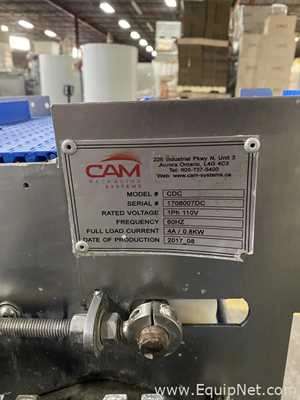 CAM
PACKAGING
SYSTEMS
225 Industrial Pkwy N, Unit 3
Aurora Ontario, L4G 4C3
Tel: 905-737-5400
Web: www.cam-systems.ca
MODEL # CDC
SERIAL # 1708007DC
RATED VOLTAGE 1Ph 110V
FREQUENCY 60HZ
FULL LOAD CURRENT 4A / 0.8KW
DATE OF PRODUCTION 2017_08
www.EquipNet.com